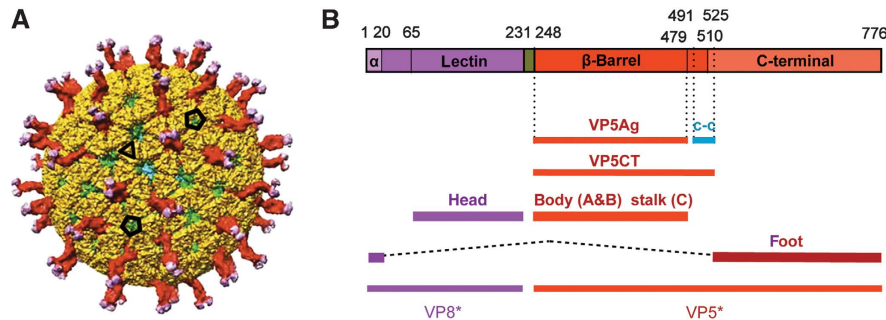 A
B
1 20 65 231 248 491 525
479 510 776
α Lectin β-Barrel C-terminal
VP5Ag c-c
VP5CT
Head Body (A&B) stalk (C)
Foot
VP8* VP5*